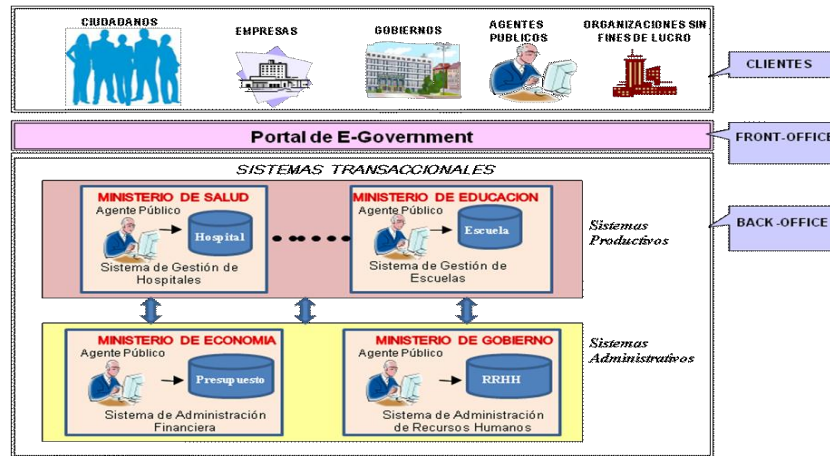 CIUDADANOS
EMPRESAS
GOBIERNOS
AGENTES
PUBLICOS
ORGANIZACIONES SIN
FINES DE LUCRO
CLIENTES
Portal de E-Government
FRONT-OFFICE
SISTEMAS TRANSACCIONALES
MINISTERIO DE SALUD
Agente Público
Hospital
Sistema de Gestión de
Hospitales
MINISTERIO DE EDUCACION
Agente Público
Escuela
Sistema de Gestión de
Escuelas
Sistemas
Productivos
BACK-OFFICE
MINISTERIO DE ECONOMIA
Agente Público
Presupuesto
Sistema de Administración
Financiera
MINISTERIO DE GOBIERNO
Agente Público
RRHH
Sistema de Administración
de Recursos Humanos
Sistemas
Administrativos